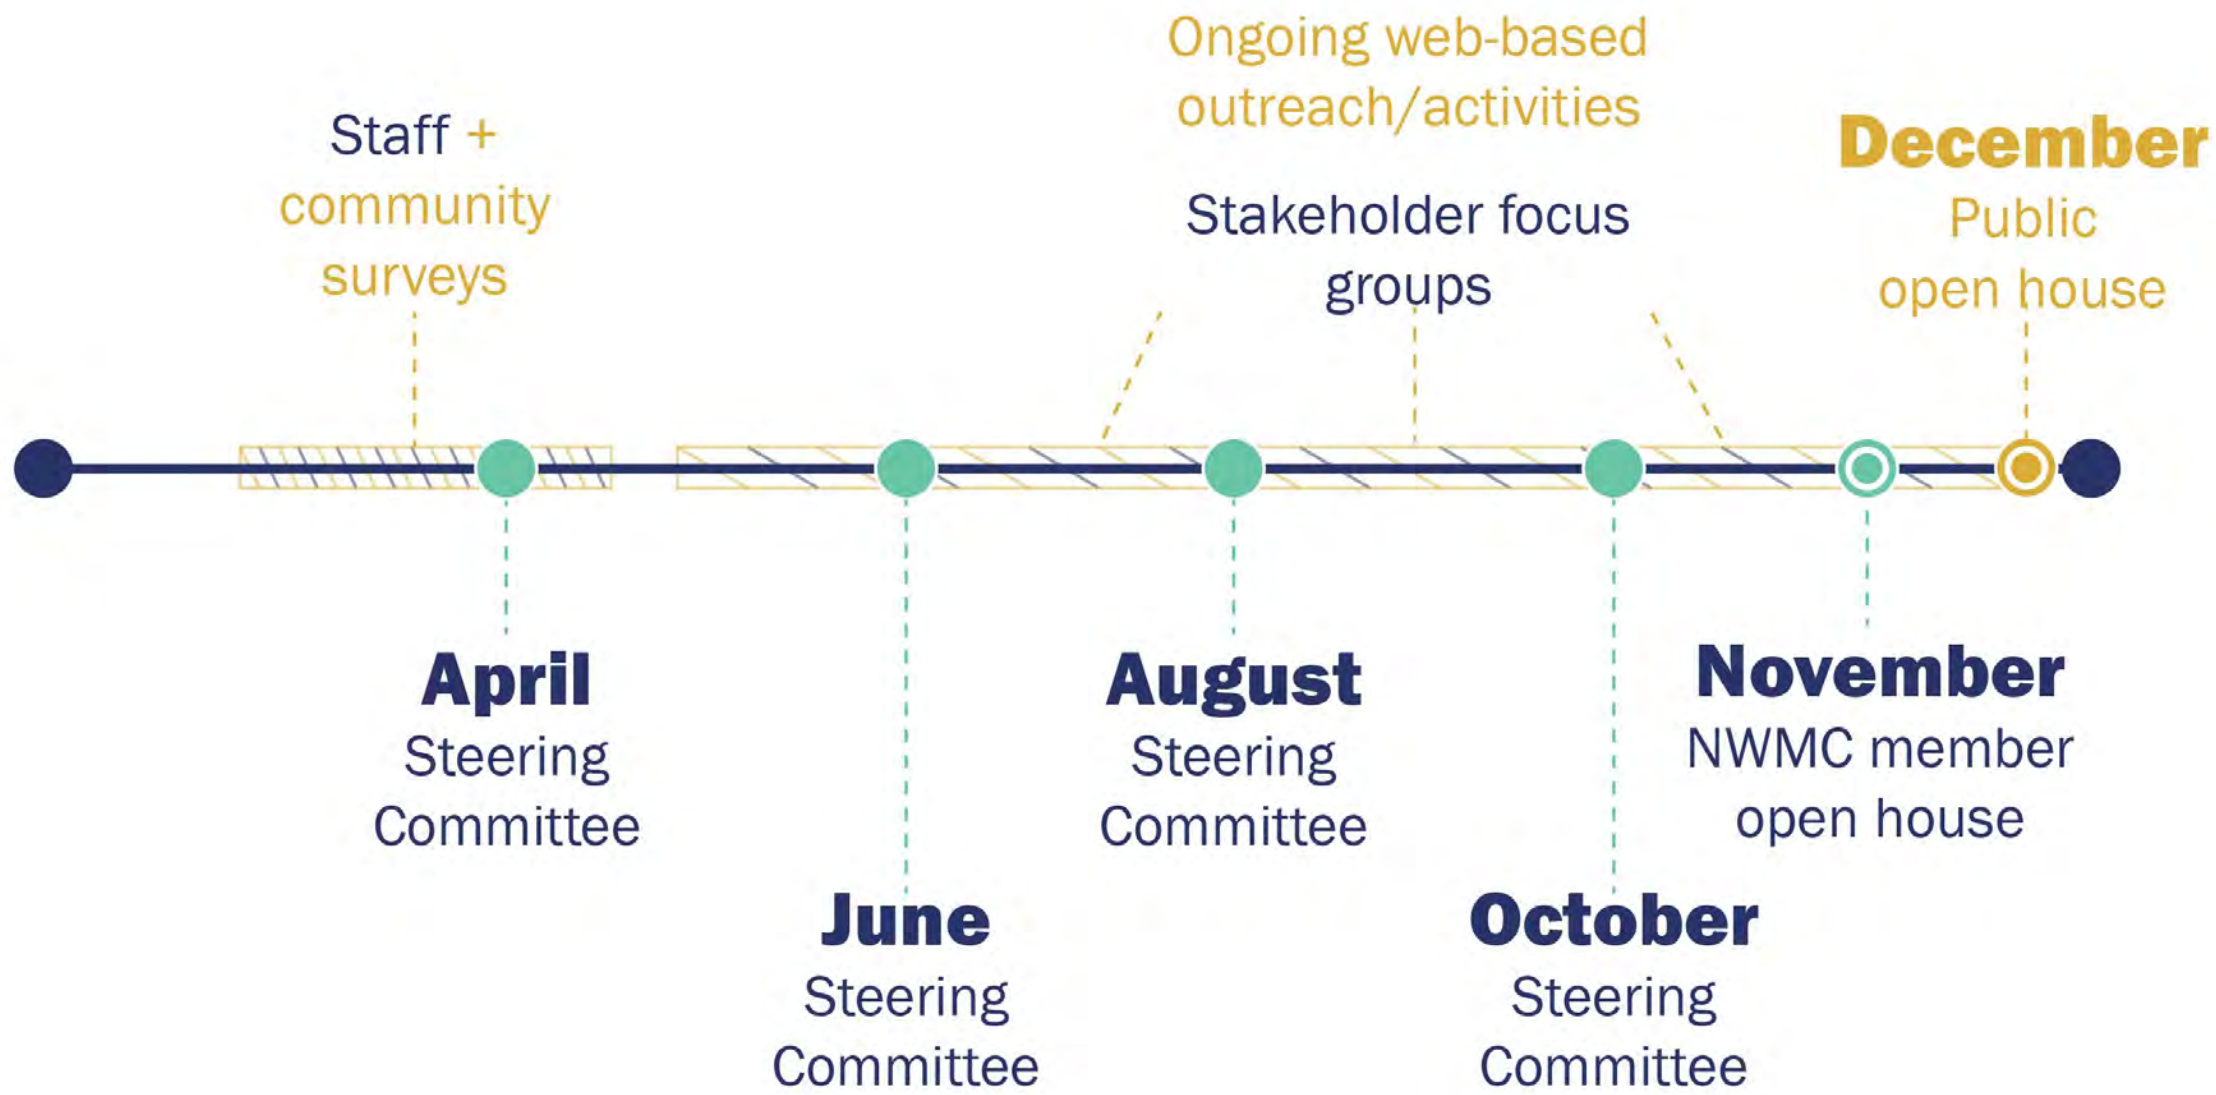 Staff +
community
surveys
Ongoing web-based
outreach/activities
Stakeholder focus
groups
December
Public
open house
April
Steering
Committee
June
Steering
Committee
August
Steering
Committee
October
Steering
Committee
November
NWMC member
open house